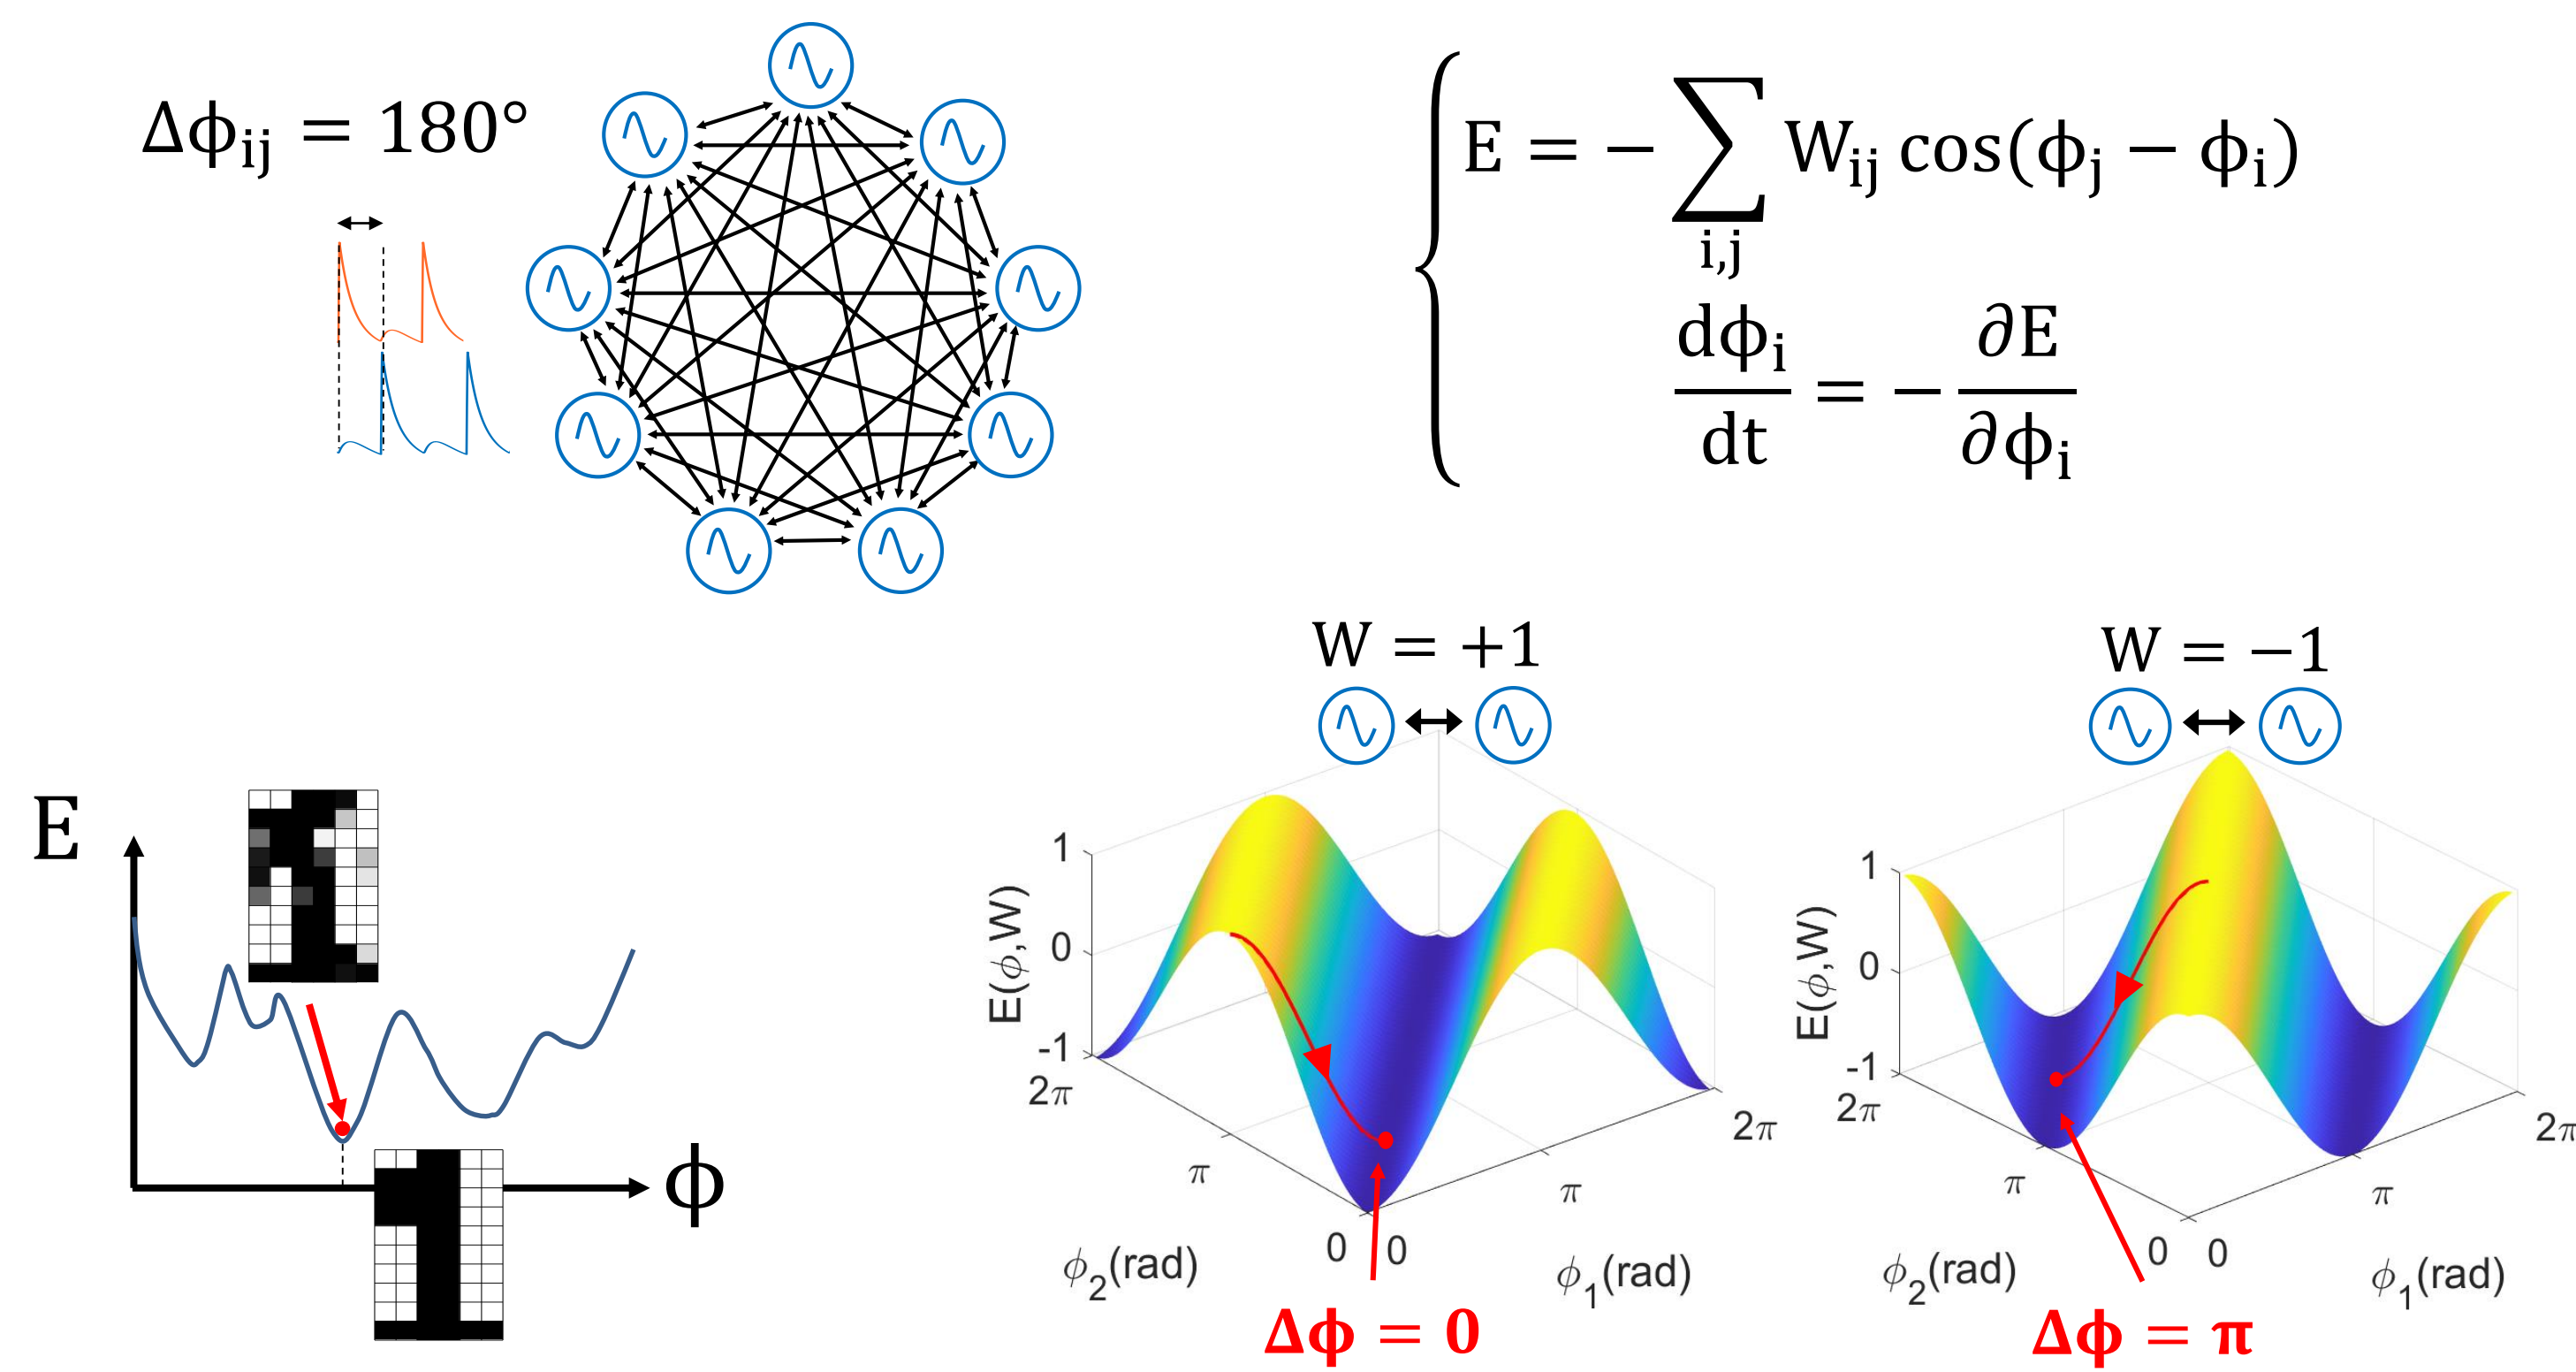 Δϕij = 180°
E = − ∑ Wij cos(ϕj − ϕi)
i,j
dϕi/dt = − ∂E/∂ϕi
W = +1
W = −1
E
ϕ
E(ϕ,W)
1
0
-1
2π
π
0
0
π
2π
ϕ2(rad)
ϕ1(rad)
Δϕ = 0
E(ϕ,W)
1
0
-1
2π
π
0
0
π
2π
ϕ2(rad)
ϕ1(rad)
Δϕ = π